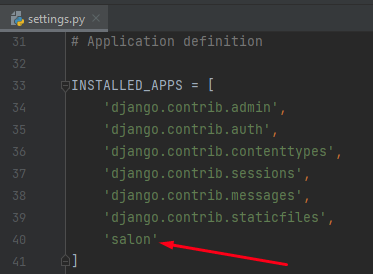 settings.py
31 # Application definition
32
33 INSTALLED_APPS = [
34 'django.contrib.admin',
35 'django.contrib.auth',
36 'django.contrib.contenttypes',
37 'django.contrib.sessions',
38 'django.contrib.messages',
39 'django.contrib.staticfiles',
40 'salon'
41 ]